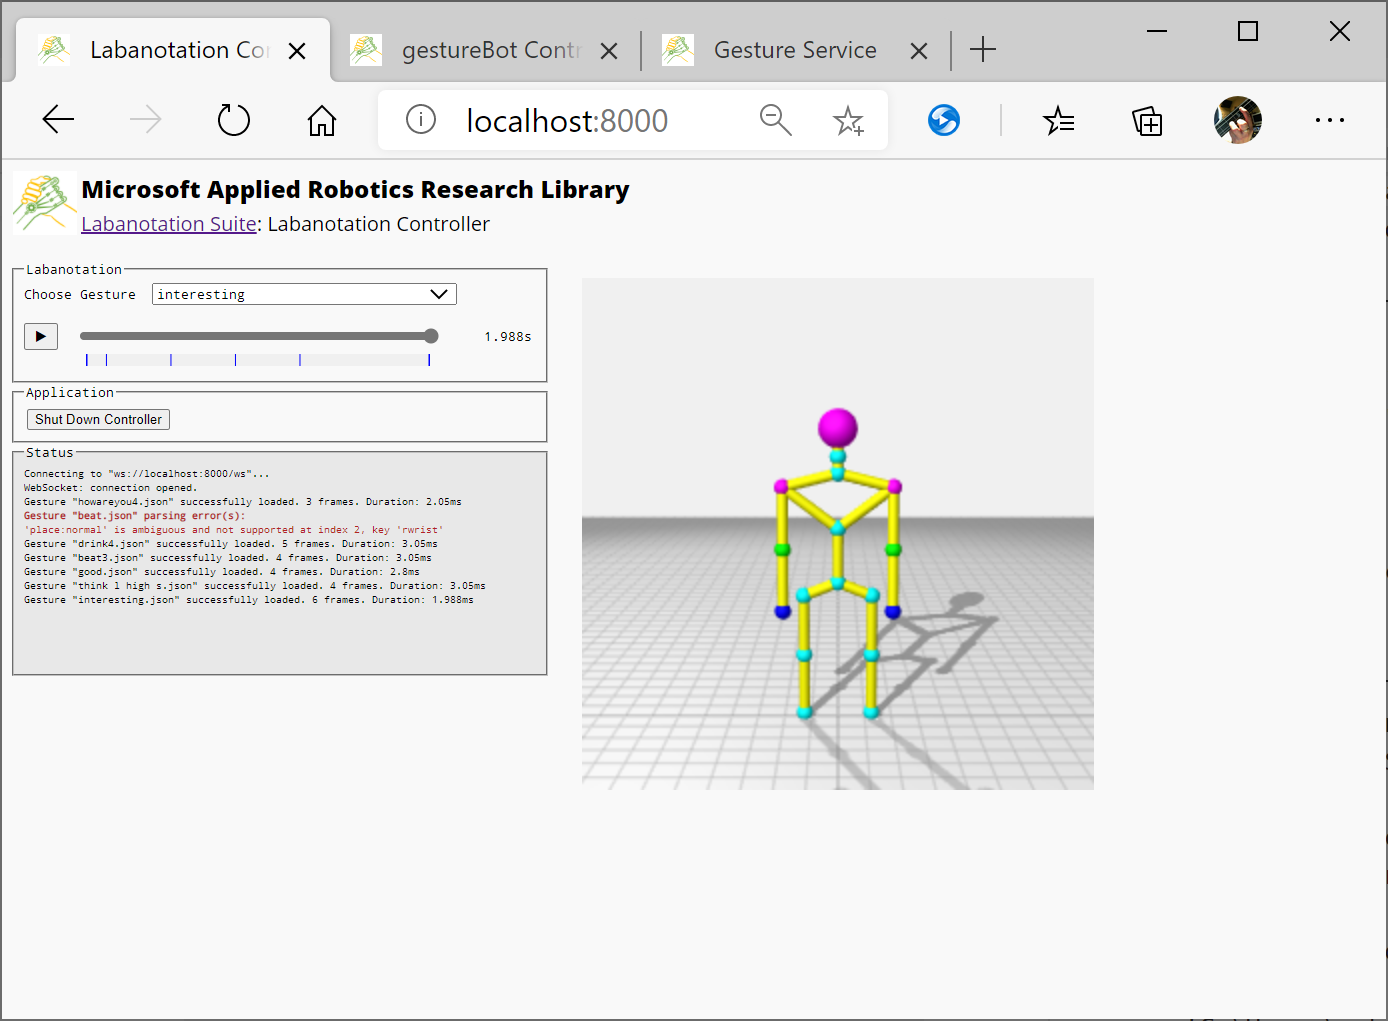 Labanotation Co
gestureBot Cont
Gesture Service
localhost:8000
Microsoft Applied Robotics Research Library
Labanotation Suite: Labanotation Controller
Labanotation
Choose Gesture interesting
1.988s
Application
Shut Down Controller
Status
Connecting to "ws://localhost:8000/ws"...
WebSocket: connection opened.
Gesture "howareyou4.json" successfully loaded. 3 frames. Duration: 2.05ms
Gesture "beat.json" parsing error(s):
'place:normal' is ambiguous and not supported at index 2, key 'rwrist'
Gesture "drink4.json" successfully loaded. 5 frames. Duration: 3.05ms
Gesture "beat3.json" successfully loaded. 4 frames. Duration: 3.05ms
Gesture "good.json" successfully loaded. 4 frames. Duration: 2.8ms
Gesture "think l high s.json" successfully loaded. 4 frames. Duration: 3.05ms
Gesture "interesting.json" successfully loaded. 6 frames. Duration: 1.988ms